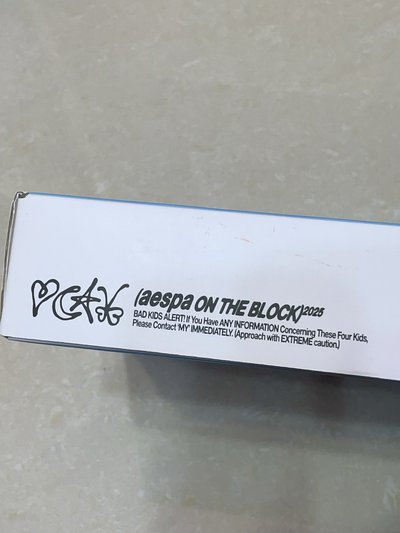 (aespa ON THE BLOCK)2025
BAD KIDS ALERT! If You Have ANY INFORMATION Concerning These Four Kids,
Please Contact 'MY' IMMEDIATELY. (Approach with EXTREME caution.)